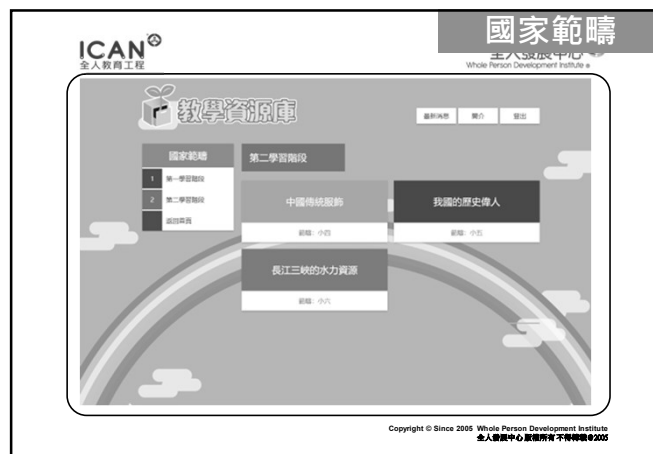 國家範疇
ICAN
全人教育工程
全人發展中心
Whole Person Development Institute
教學資源庫
最新消息 簡介 登出
國家範疇
1 第一學習階段
2 第二學習階段
返回首頁
第二學習階段
中國傳統服飾
範疇：小四
我國的歷史偉人
範疇：小五
長江三峽的水力資源
範疇：小六
Copyright © Since 2005 Whole Person Development Institute
全人發展中心 版權所有 不得轉載 © 2005